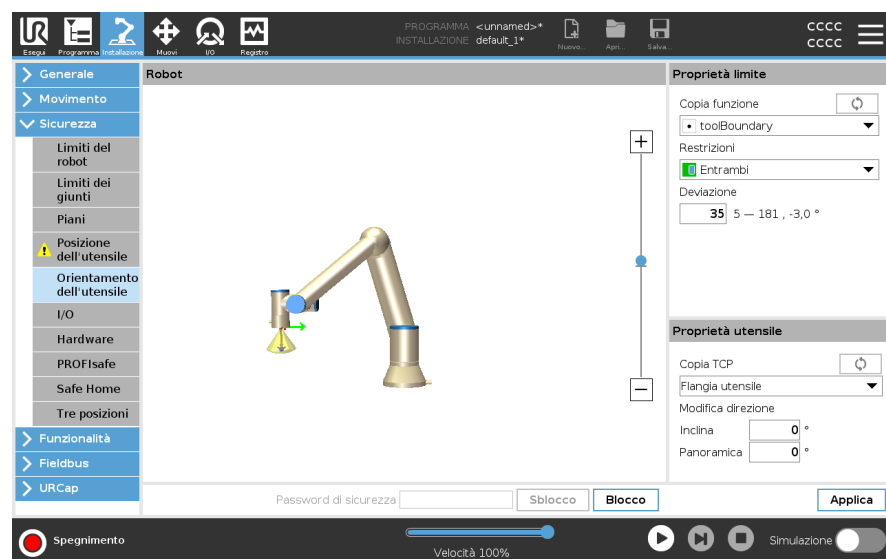 PROGRAMMA <unnamed>*
INSTALLAZIONE default_1*
Esegui Programma Installazione Muovi I/O Registro
Nuovo... Apri... Salva...
cccc
cccc
Generale
Movimento
Sicurezza
Limiti del
robot
Limiti dei
giunti
Piani
Posizione
dell'utensile
Orientamento
dell'utensile
I/O
Hardware
PROFIsafe
Safe Home
Tre posizioni
Funzionalità
Fieldbus
URCap
Robot
Proprietà limite
Copia funzione
toolBoundary
Restrizioni
Entrambi
Deviazione
35 5 — 181 , -3,0 °
Proprietà utensile
Copia TCP
Flangia utensile
Modifica direzione
Inclina 0 °
Panoramica 0 °
Password di sicurezza Sblocco Blocco Applica
Spegnimento
Velocità 100%
Simulazione